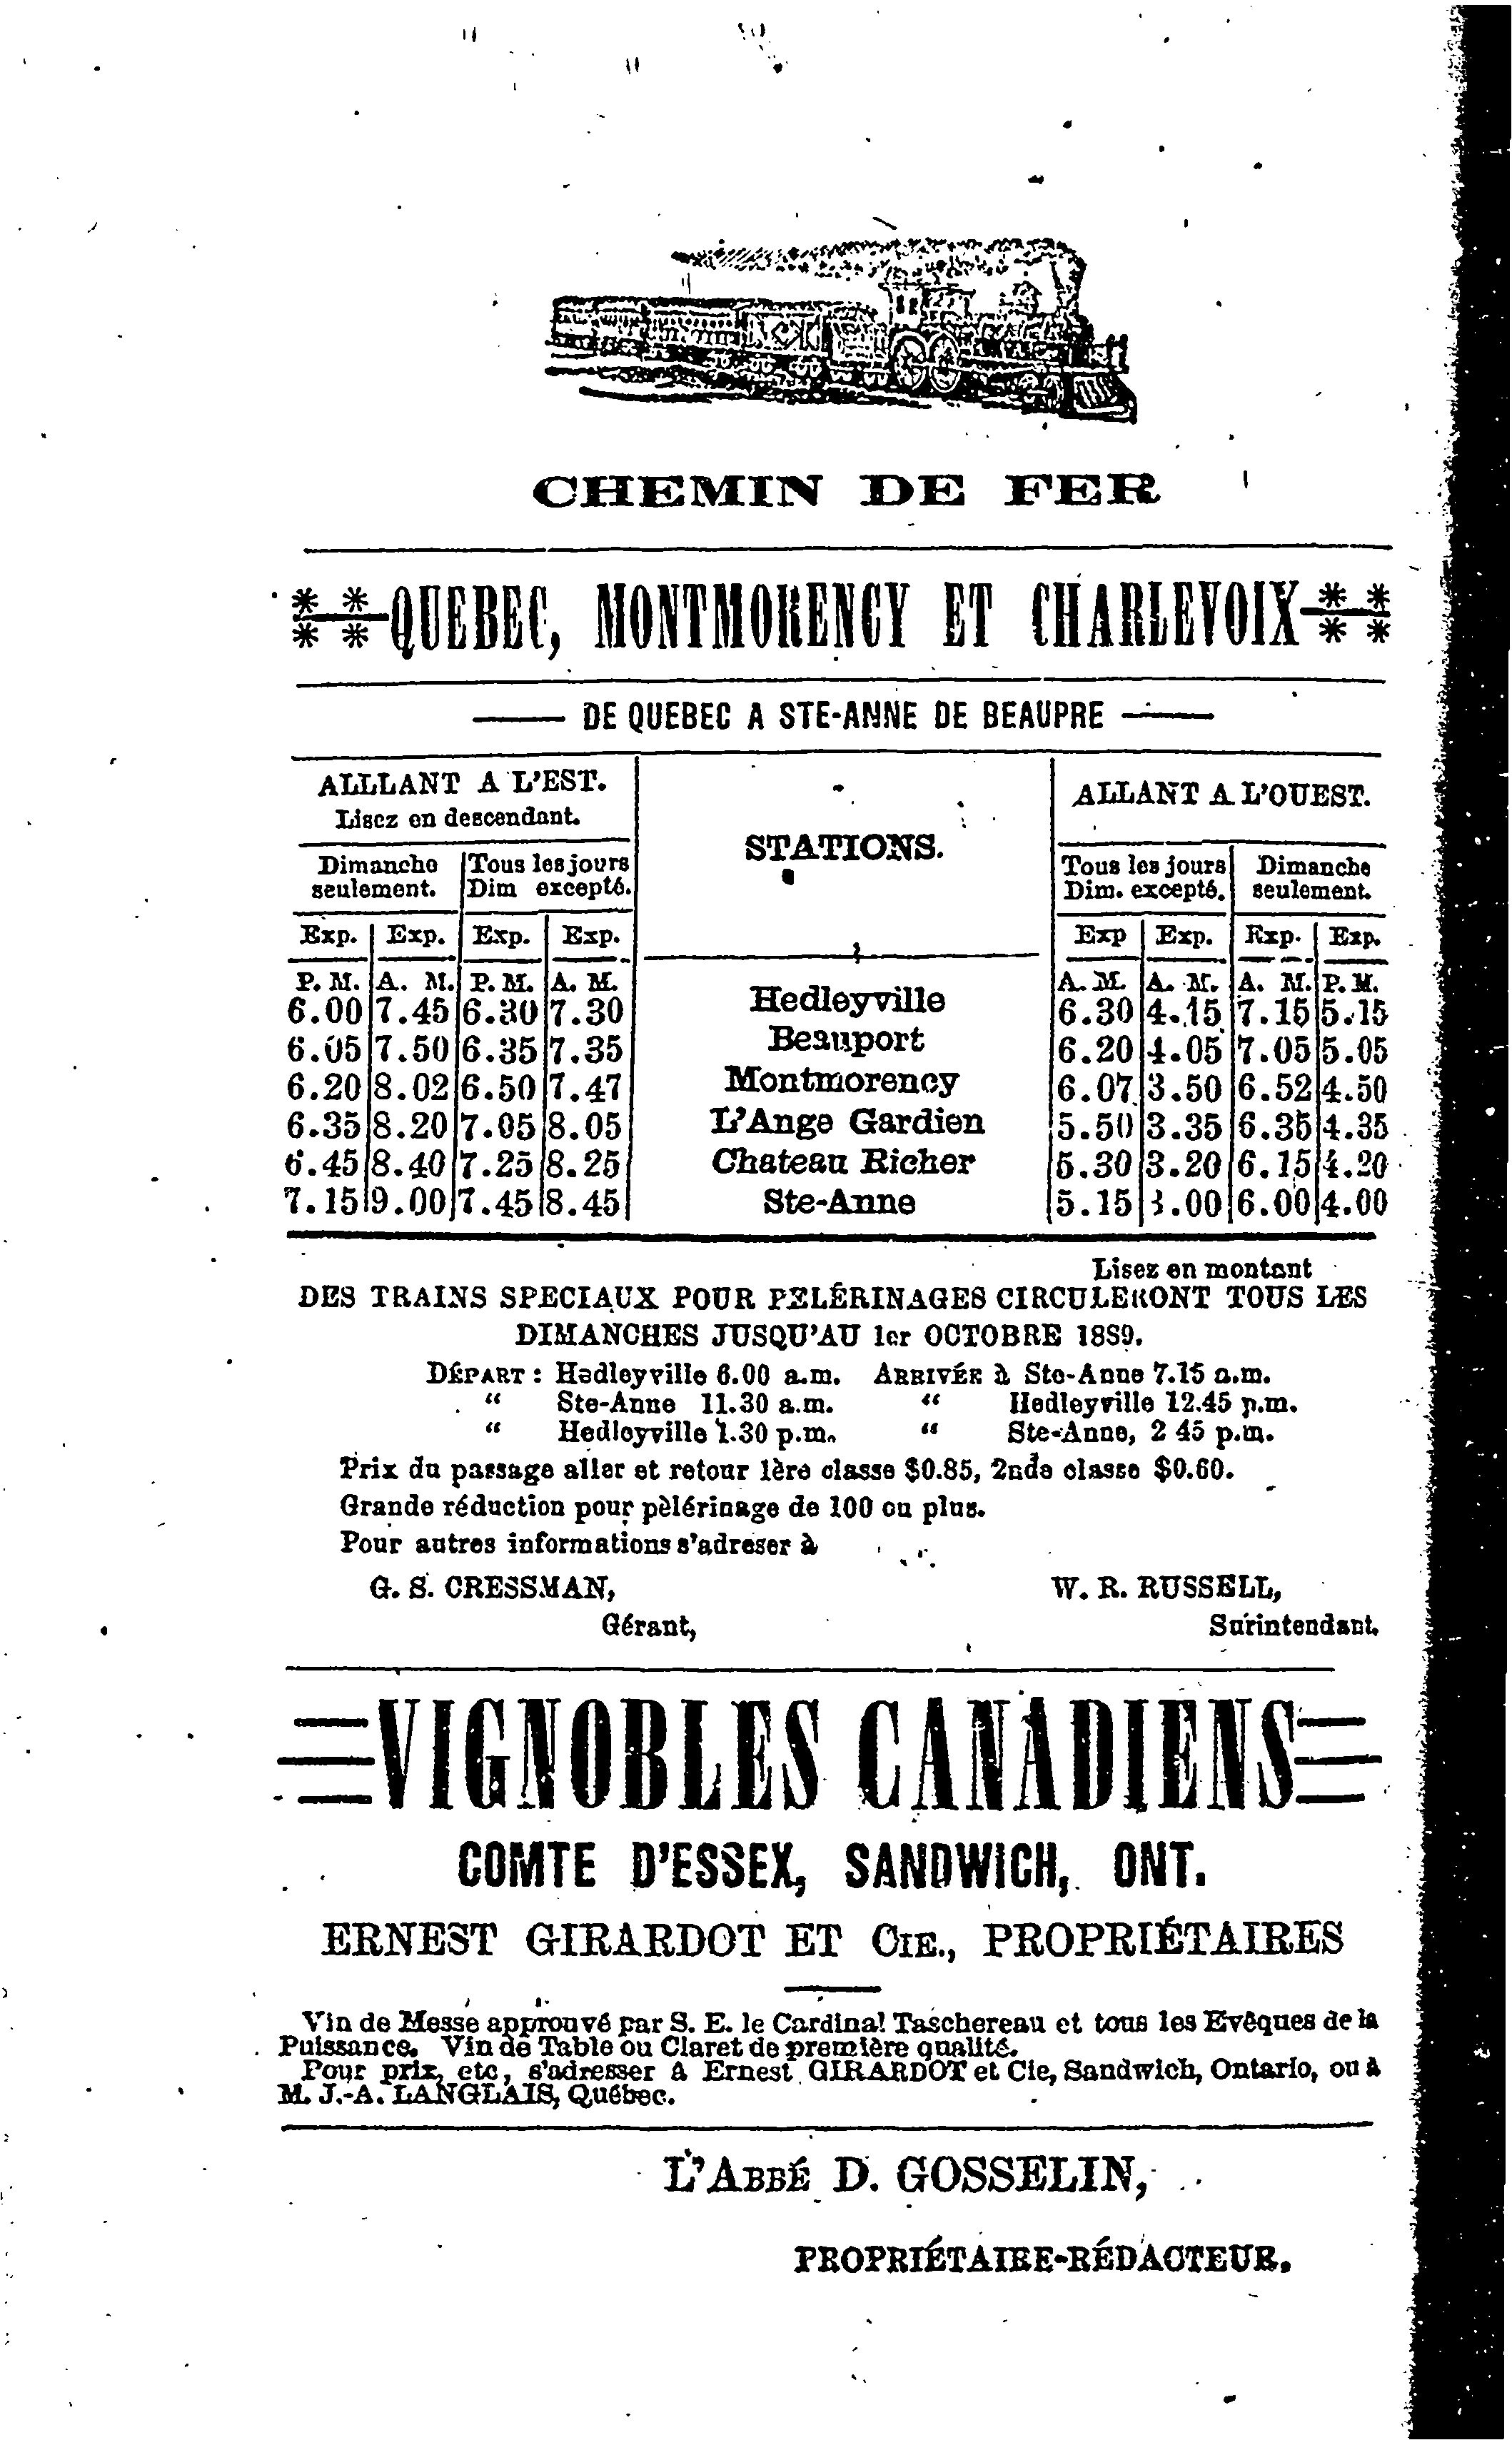 CHEMIN DE FER
QUEBEC, MONTMORENCY ET CHARLEVOIX
DE QUEBEC A STE-ANNE DE BEAUPRE
ALLLANT A L'EST. STATIONS. ALLANT A L'OUEST.
Lisez en descendant.
Dimanche seulement. Tous les jours Dim excepté. Tous les jours Dim. excepté. Dimanche seulement.
Exp. Exp. Exp. Exp. Exp Exp. Exp. Exp.
P. M. A. M. P. M. A. M. A. M. A. M. A. M. P. M.
6.00 7.45 6.30 7.30 Hedleyville 6.30 4.15 7.15 5.15
6.05 7.50 6.35 7.35 Beauport 6.20 4.05 7.05 5.05
6.20 8.02 6.50 7.47 Montmorency 6.07 3.50 6.52 4.50
6.35 8.20 7.05 8.05 L'Ange Gardien 5.50 3.35 6.35 4.35
6.45 8.40 7.25 8.25 Chateau Richer 5.30 3.20 6.15 4.20
7.15 9.00 7.45 8.45 Ste-Anne 5.15 3.00 6.00 4.00
Lisez en montant
DES TRAINS SPECIAUX POUR PELÉRINAGES CIRCULERONT TOUS LES
DIMANCHES JUSQU'AU 1er OCTOBRE 1889.
DÉPART : Hedleyville 6.00 a.m. ARRIVÉE à Ste-Anne 7.15 a.m.
“ Ste-Anne 11.30 a.m. “ Hedleyville 12.45 p.m.
“ Hedleyville 1.30 p.m. “ Ste-Anne, 2 45 p.m.
Prix du passage aller et retour 1ère classe $0.85, 2nde classe $0.60.
Grande réduction pour pèlérinage de 100 ou plus.
Pour autres informations s'adreser à
G. S. CRESSMAN, W. R. RUSSELL,
Gérant, Surintendant.
VIGNOBLES CANADIENS
COMTE D'ESSEX, SANDWICH, ONT.
ERNEST GIRARDOT ET CIE., PROPRIÉTAIRES
Vin de Messe approuvé par S. E. le Cardinal Taschereau et tous les Evêques de la
Puissance. Vin de Table ou Claret de première qualité.
Pour prix, etc, s'adresser à Ernest GIRARDOT et Cie, Sandwich, Ontario, ou à
M. J.-A. LANGLAIS, Québec.
L'ABBÉ D. GOSSELIN,
PROPRIÉTAIRE-RÉDACTEUR.